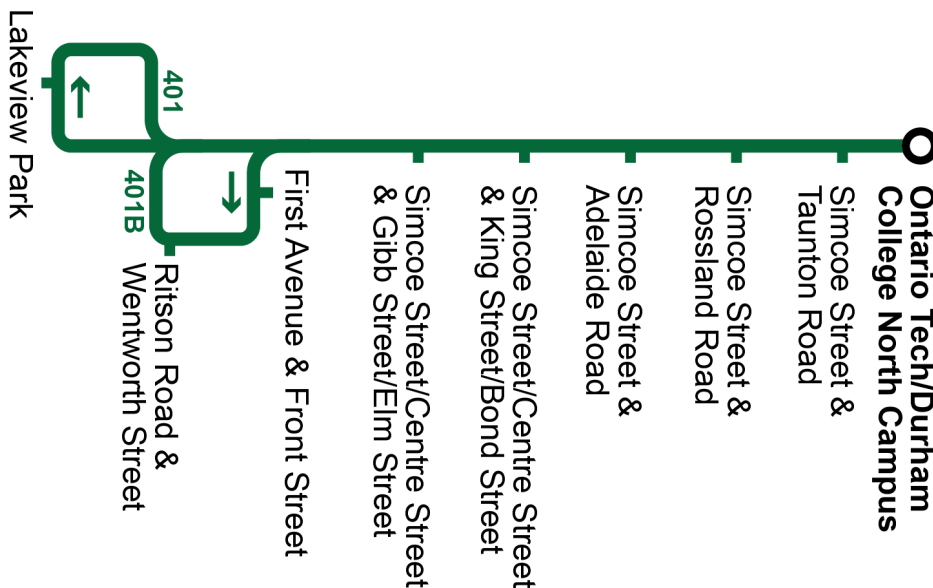 Ontario Tech/Durham
College North Campus
Simcoe Street &
Taunton Road
Simcoe Street &
Rossland Road
Simcoe Street &
Adelaide Road
Simcoe Street/Centre Street
& King Street/Bond Street
Simcoe Street/Centre Street
& Gibb Street/Elm Street
First Avenue & Front Street
Ritson Road &
Wentworth Street
401B
401
Lakeview Park